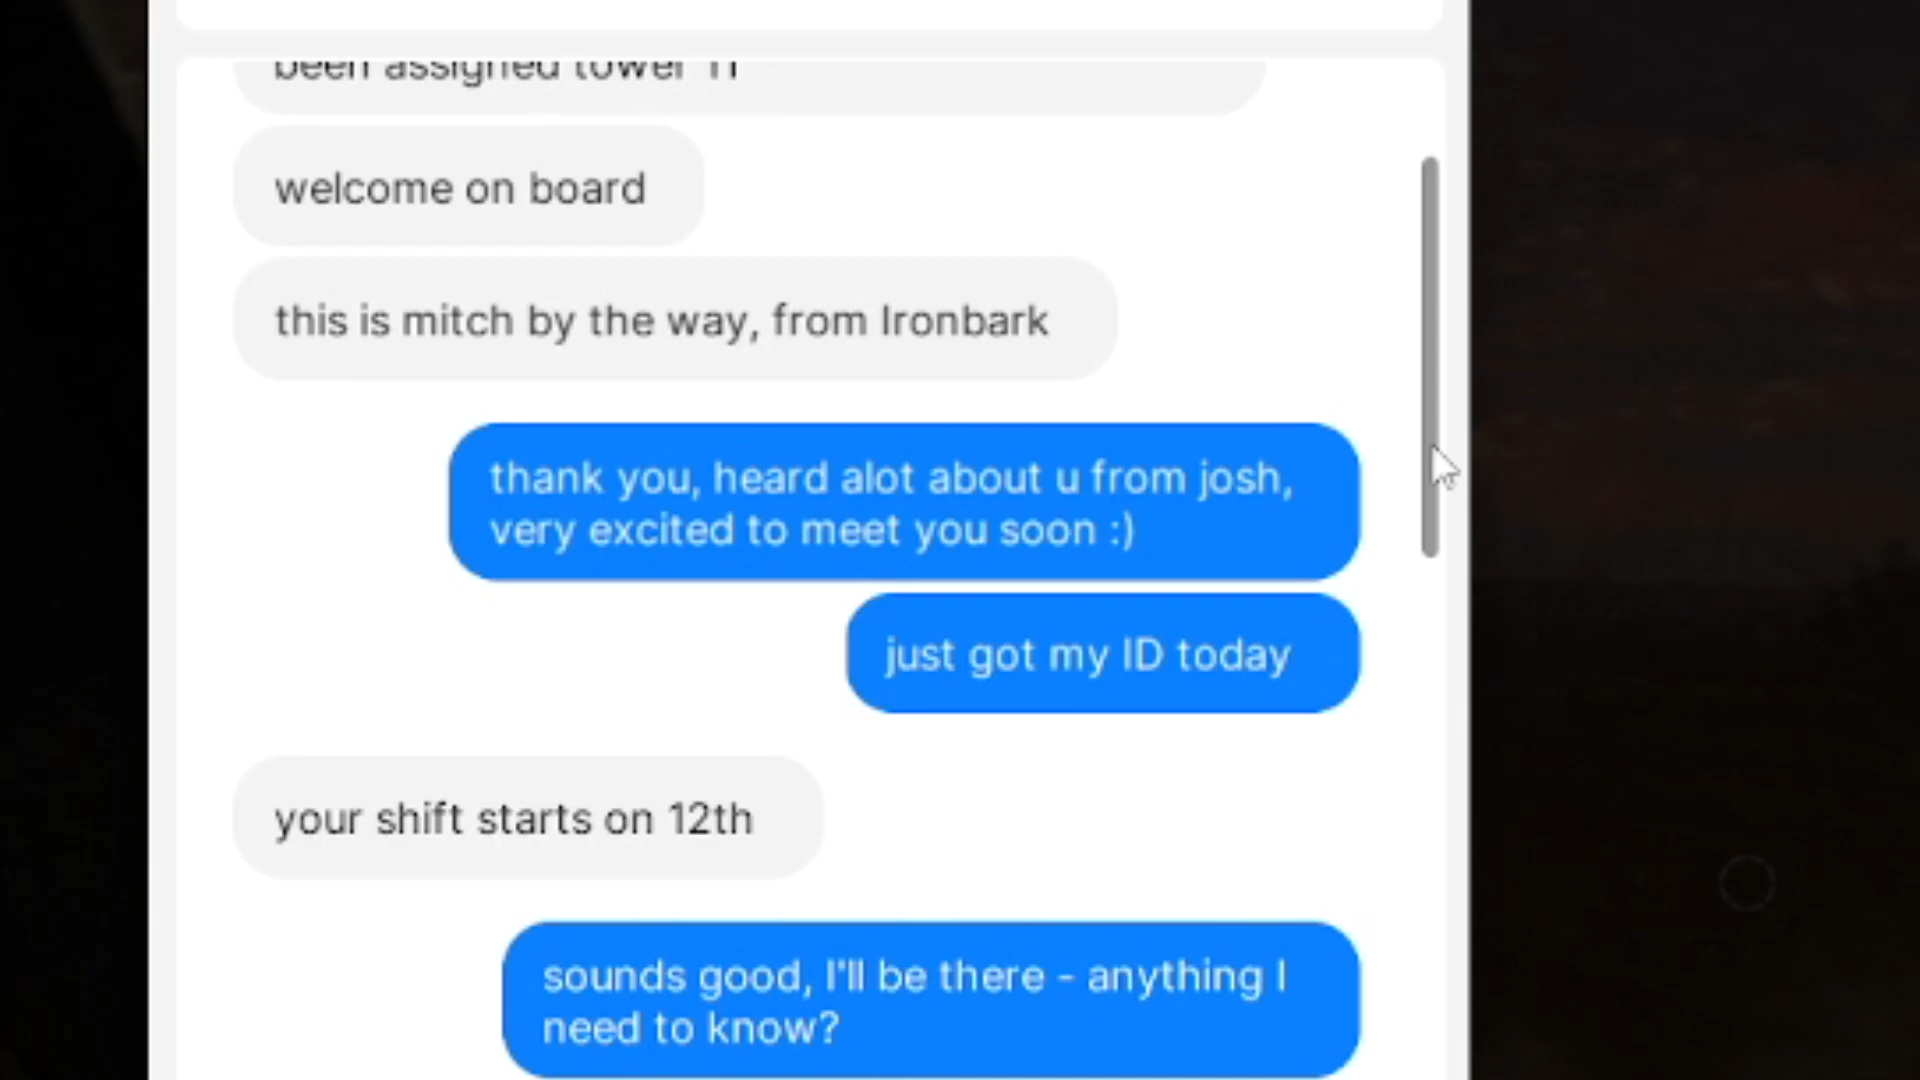 been assigned tower 11
welcome on board
this is mitch by the way, from Ironbark
thank you, heard alot about u from josh,
very excited to meet you soon :)
just got my ID today
your shift starts on 12th
sounds good, I'll be there - anything I
need to know?